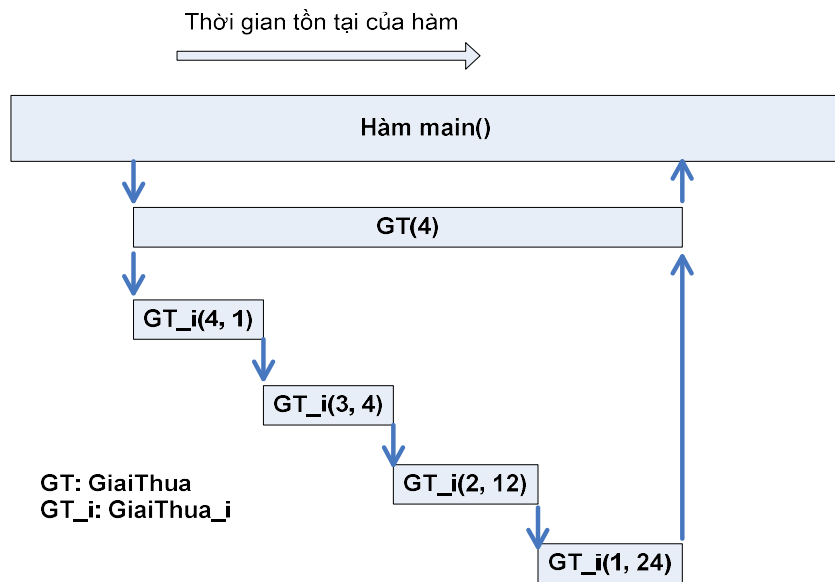 Thời gian tồn tại của hàm
Hàm main()
GT(4)
GT_i(4, 1)
GT_i(3, 4)
GT_i(2, 12)
GT_i(1, 24)
GT: GiaiThua
GT_i: GiaiThua_i